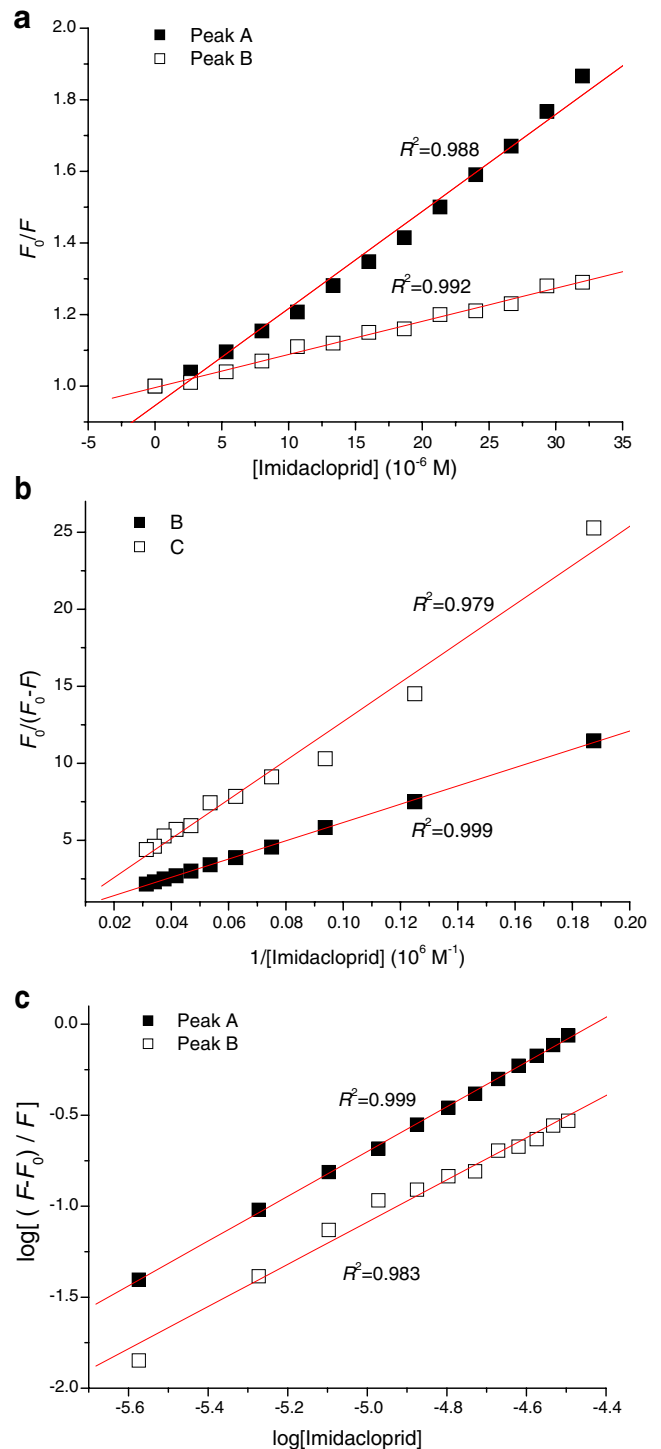 a
2.0
1.8
1.6
1.4
1.2
1.0
F₀/F
Peak A
Peak B
R²=0.988
R²=0.992
-5 0 5 10 15 20 25 30 35
[Imidacloprid] (10⁻⁶ M)
b
25
20
15
10
5
F₀/(F₀-F)
B
C
R²=0.979
R²=0.999
0.02 0.04 0.06 0.08 0.10 0.12 0.14 0.16 0.18 0.20
1/[Imidacloprid] (10⁶ M⁻¹)
c
0.0
-0.5
-1.0
-1.5
-2.0
log[ (F-F₀) / F]
Peak A
Peak B
R²=0.999
R²=0.983
-5.6 -5.4 -5.2 -5.0 -4.8 -4.6 -4.4
log[Imidacloprid]